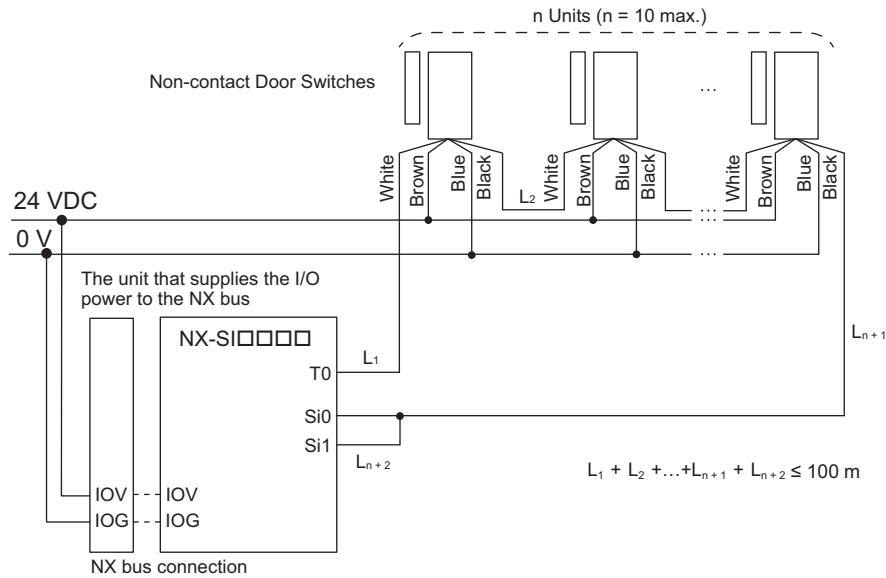 n Units (n = 10 max.)
Non-contact Door Switches
...
White
Brown
Blue
Black
L2
White
Brown
Blue
Black
White
Brown
Blue
Black
24 VDC
...
0 V
...
The unit that supplies the I/O
power to the NX bus
NX-SI□□□□
L1
T0
Ln+1
Si0
Si1
Ln+2
L1 + L2 +...+Ln+1 + Ln+2 ≤ 100 m
IOV
IOV
IOG
IOG
NX bus connection